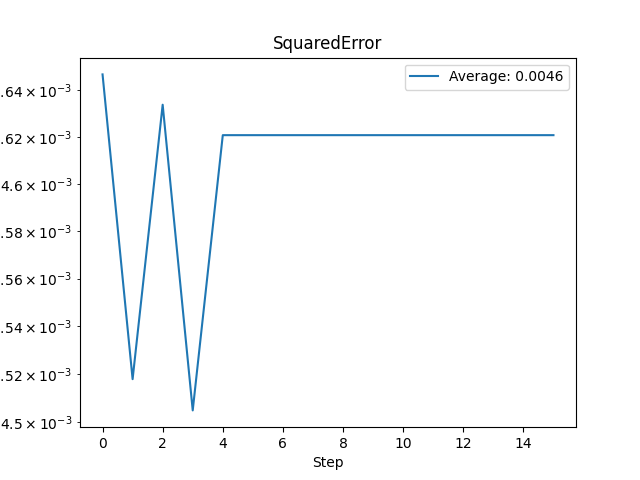 SquaredError
Average: 0.0046
.64 × 10⁻³
.62 × 10⁻³
4.6 × 10⁻³
.58 × 10⁻³
.56 × 10⁻³
.54 × 10⁻³
.52 × 10⁻³
4.5 × 10⁻³
0 2 4 6 8 10 12 14
Step